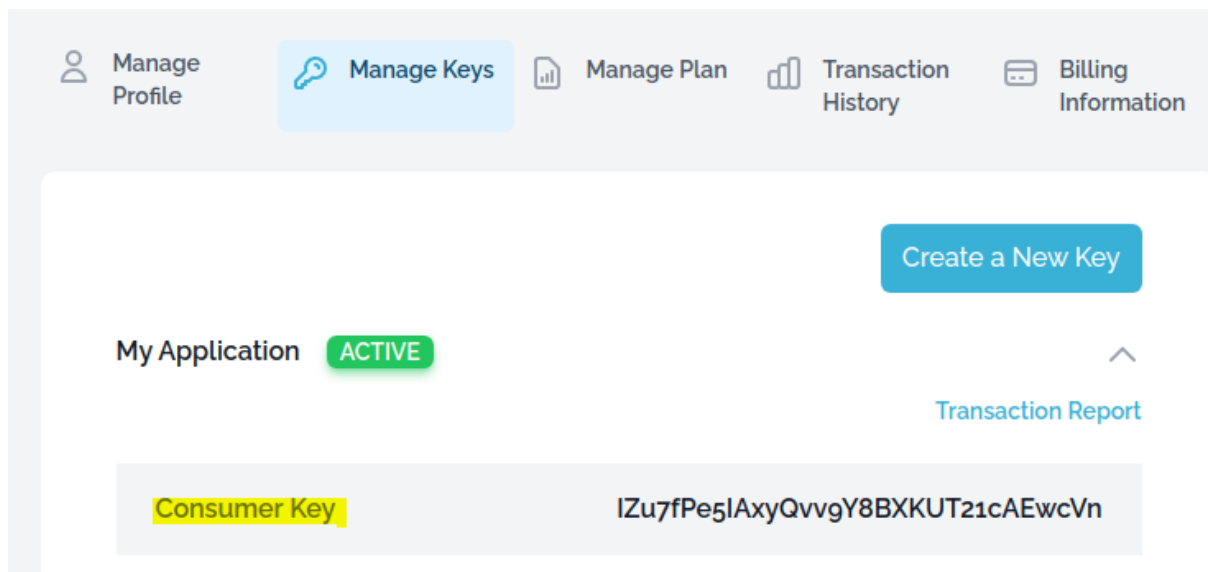 Manage
Profile
Manage Keys
Manage Plan
Transaction
History
Billing
Information
Create a New Key
My Application ACTIVE
Transaction Report
Consumer Key IZu7fPe5IAxyQvv9Y8BXKUT21cAEwcVn